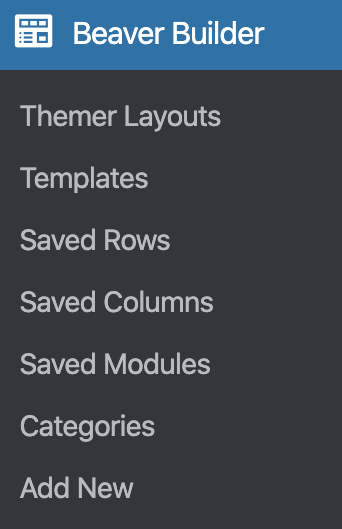 Beaver Builder
Themer Layouts
Templates
Saved Rows
Saved Columns
Saved Modules
Categories
Add New